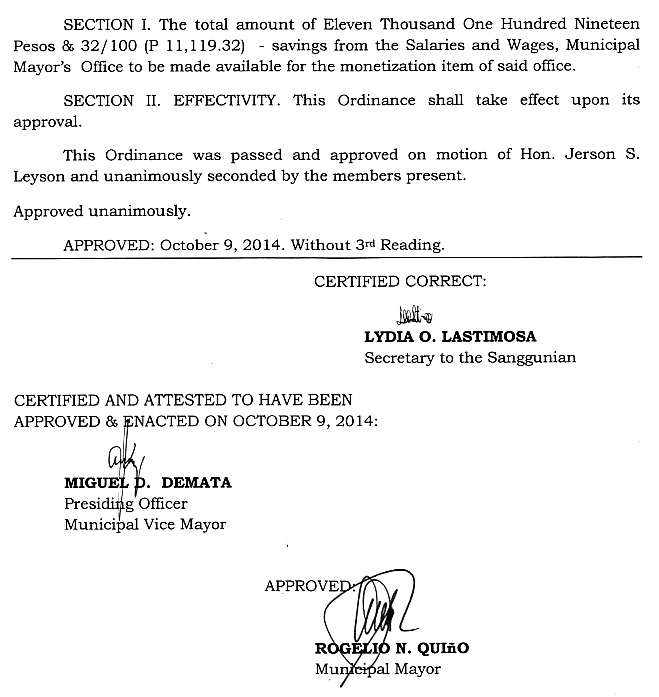 SECTION I. The total amount of Eleven Thousand One Hundred Nineteen
Pesos & 32/100 (P 11,119.32) - savings from the Salaries and Wages, Municipal
Mayor's Office to be made available for the monetization item of said office.
SECTION II. EFFECTIVITY. This Ordinance shall take effect upon its
approval.
This Ordinance was passed and approved on motion of Hon. Jerson S.
Leyson and unanimously seconded by the members present.
Approved unanimously.
APPROVED: October 9, 2014. Without 3rd Reading.
CERTIFIED CORRECT:
LYDIA O. LASTIMOSA
Secretary to the Sanggunian
CERTIFIED AND ATTESTED TO HAVE BEEN
APPROVED & ENACTED ON OCTOBER 9, 2014:
MIGUEL D. DEMATA
Presiding Officer
Municipal Vice Mayor
APPROVED:
ROGELIO N. QUIñO
Municipal Mayor